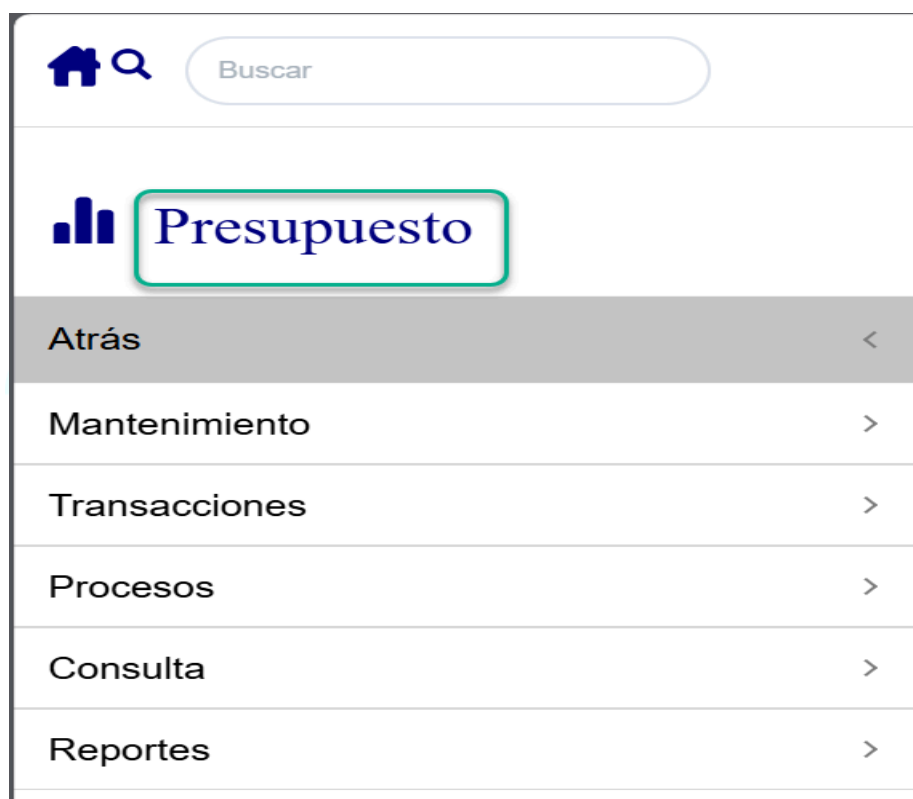 Buscar
Presupuesto
Atrás
Mantenimiento
Transacciones
Procesos
Consulta
Reportes